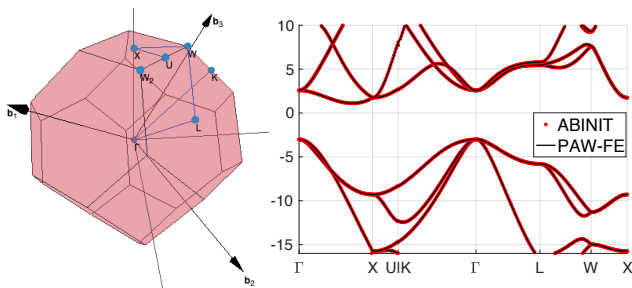 b₃
X
W
U
W₂
K
b₁
L
Γ
b₂
10
5
0
-5
-10
-15
ABINIT
PAW-FE
Γ X U|K Γ L W X